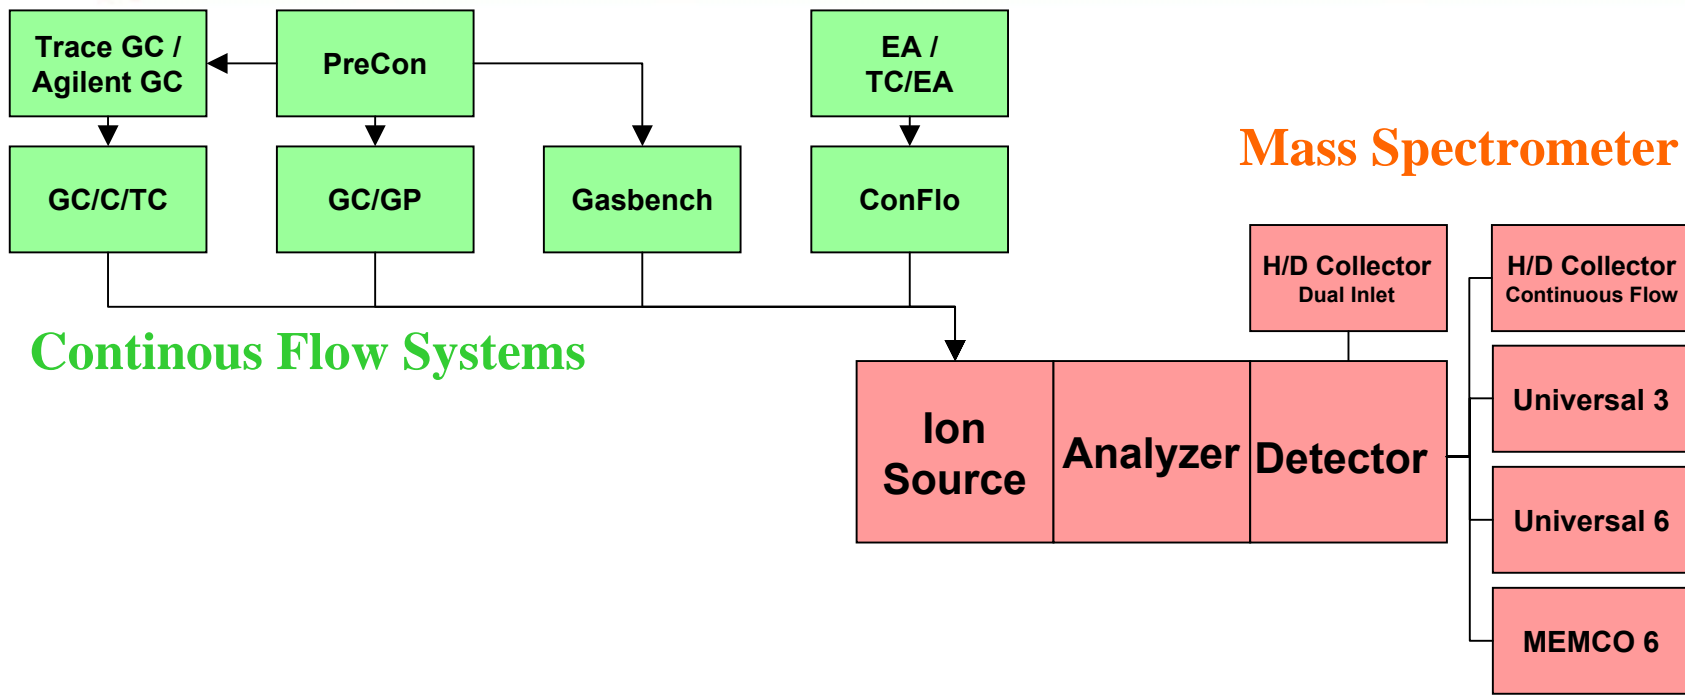 Trace GC /
Agilent GC
PreCon
EA /
TC/EA
GC/C/TC
GC/GP
Gasbench
ConFlo
Mass Spectrometer
H/D Collector
Dual Inlet
H/D Collector
Continuous Flow
Continous Flow Systems
Ion
Source
Analyzer
Detector
Universal 3
Universal 6
MEMCO 6